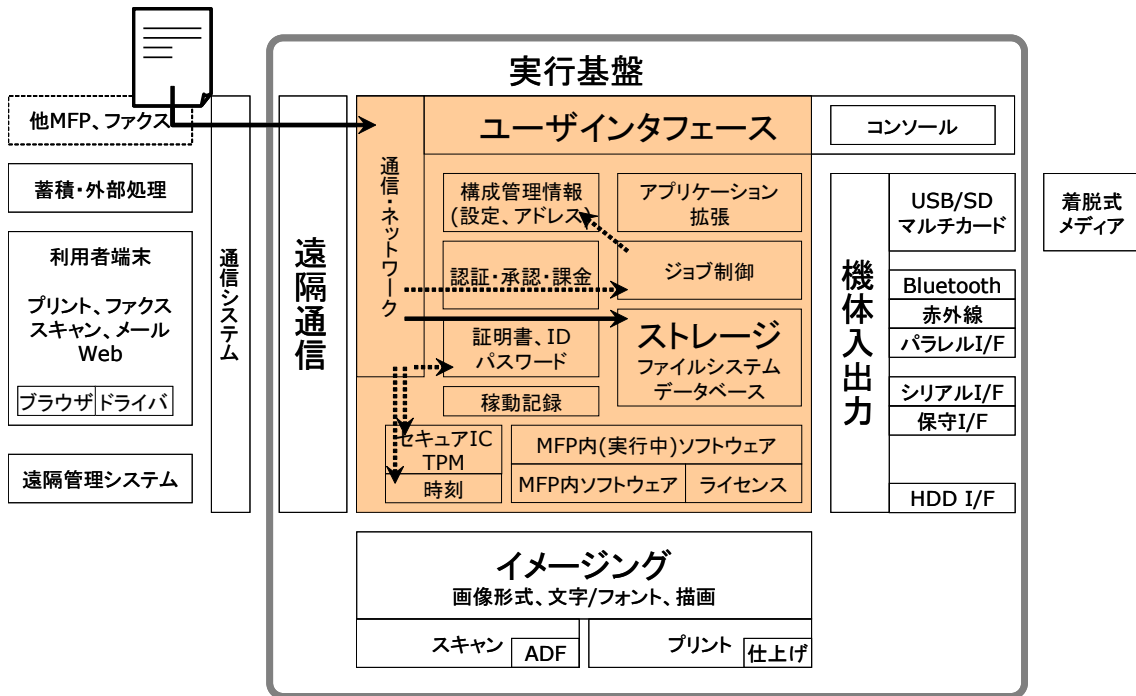 実行基盤
他MFP、ファクス
蓄積・外部処理
利用者端末
プリント、ファクス
スキャン、メール
Web
ブラウザ
ドライバ
遠隔管理システム
通信システム
遠隔通信
通信・ネットワーク
ユーザインタフェース
コンソール
構成管理情報
(設定、アドレス)
アプリケーション
拡張
認証・承認・課金
ジョブ制御
証明書、ID
パスワード
ストレージ
ファイルシステム
データベース
稼動記録
セキュアIC
TPM
時刻
MFP内(実行中)ソフトウェア
MFP内ソフトウェア
ライセンス
機体入出力
USB/SD
マルチカード
Bluetooth
赤外線
パラレルI/F
シリアルI/F
保守I/F
HDD I/F
着脱式
メディア
イメージング
画像形式、文字/フォント、描画
スキャン
ADF
プリント
仕上げ